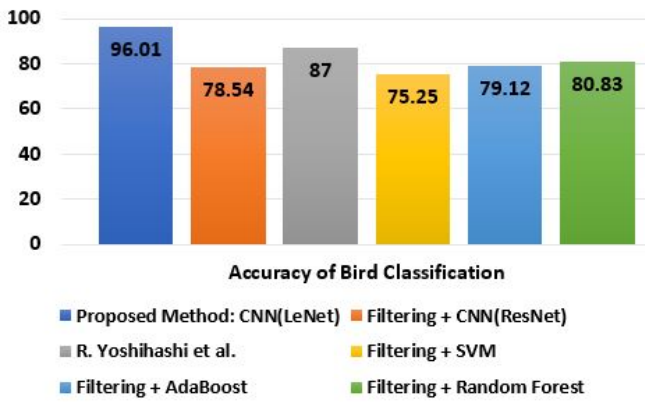 100
80
60
40
20
0
96.01
78.54
87
75.25
79.12
80.83
Accuracy of Bird Classification
Proposed Method: CNN(LeNet)
Filtering + CNN(ResNet)
R. Yoshihashi et al.
Filtering + SVM
Filtering + AdaBoost
Filtering + Random Forest